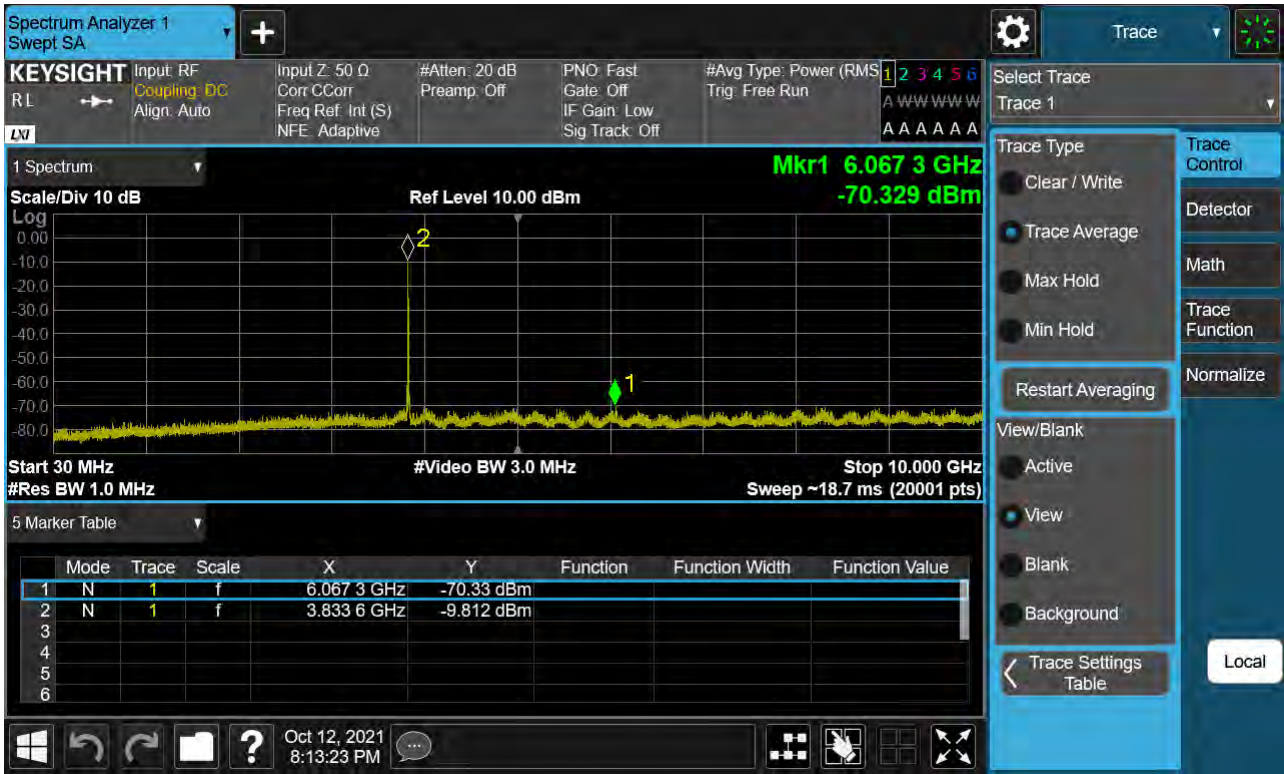 Spectrum Analyzer 1
Swept SA
+
Trace
KEYSIGHT
RL
LXI
Input: RF
Coupling: DC
Align: Auto
Input Z: 50 Ω
Corr CCorr
Freq Ref: Int (S)
NFE: Adaptive
#Atten: 20 dB
Preamp: Off
PNO: Fast
Gate: Off
IF Gain: Low
Sig Track: Off
#Avg Type: Power (RMS
Trig: Free Run
1 2 3 4 5 6
A W W W W W
A A A A A A
Select Trace
Trace 1
1 Spectrum
Mkr1 6.067 3 GHz
-70.329 dBm
Scale/Div 10 dB
Ref Level 10.00 dBm
Log
0.00
-10.0
-20.0
-30.0
-40.0
-50.0
-60.0
-70.0
-80.0
2
1
Start 30 MHz
#Video BW 3.0 MHz
Stop 10.000 GHz
#Res BW 1.0 MHz
Sweep ~18.7 ms (20001 pts)
5 Marker Table
Mode Trace Scale X Y Function Function Width Function Value
1 N 1 f 6.067 3 GHz -70.33 dBm
2 N 1 f 3.833 6 GHz -9.812 dBm
3
4
5
6
Trace Type
Clear / Write
Trace Average
Max Hold
Min Hold
Restart Averaging
View/Blank
Active
View
Blank
Background
Trace Settings
Table
Trace
Control
Detector
Math
Trace
Function
Normalize
Local
?
Oct 12, 2021
8:13:23 PM